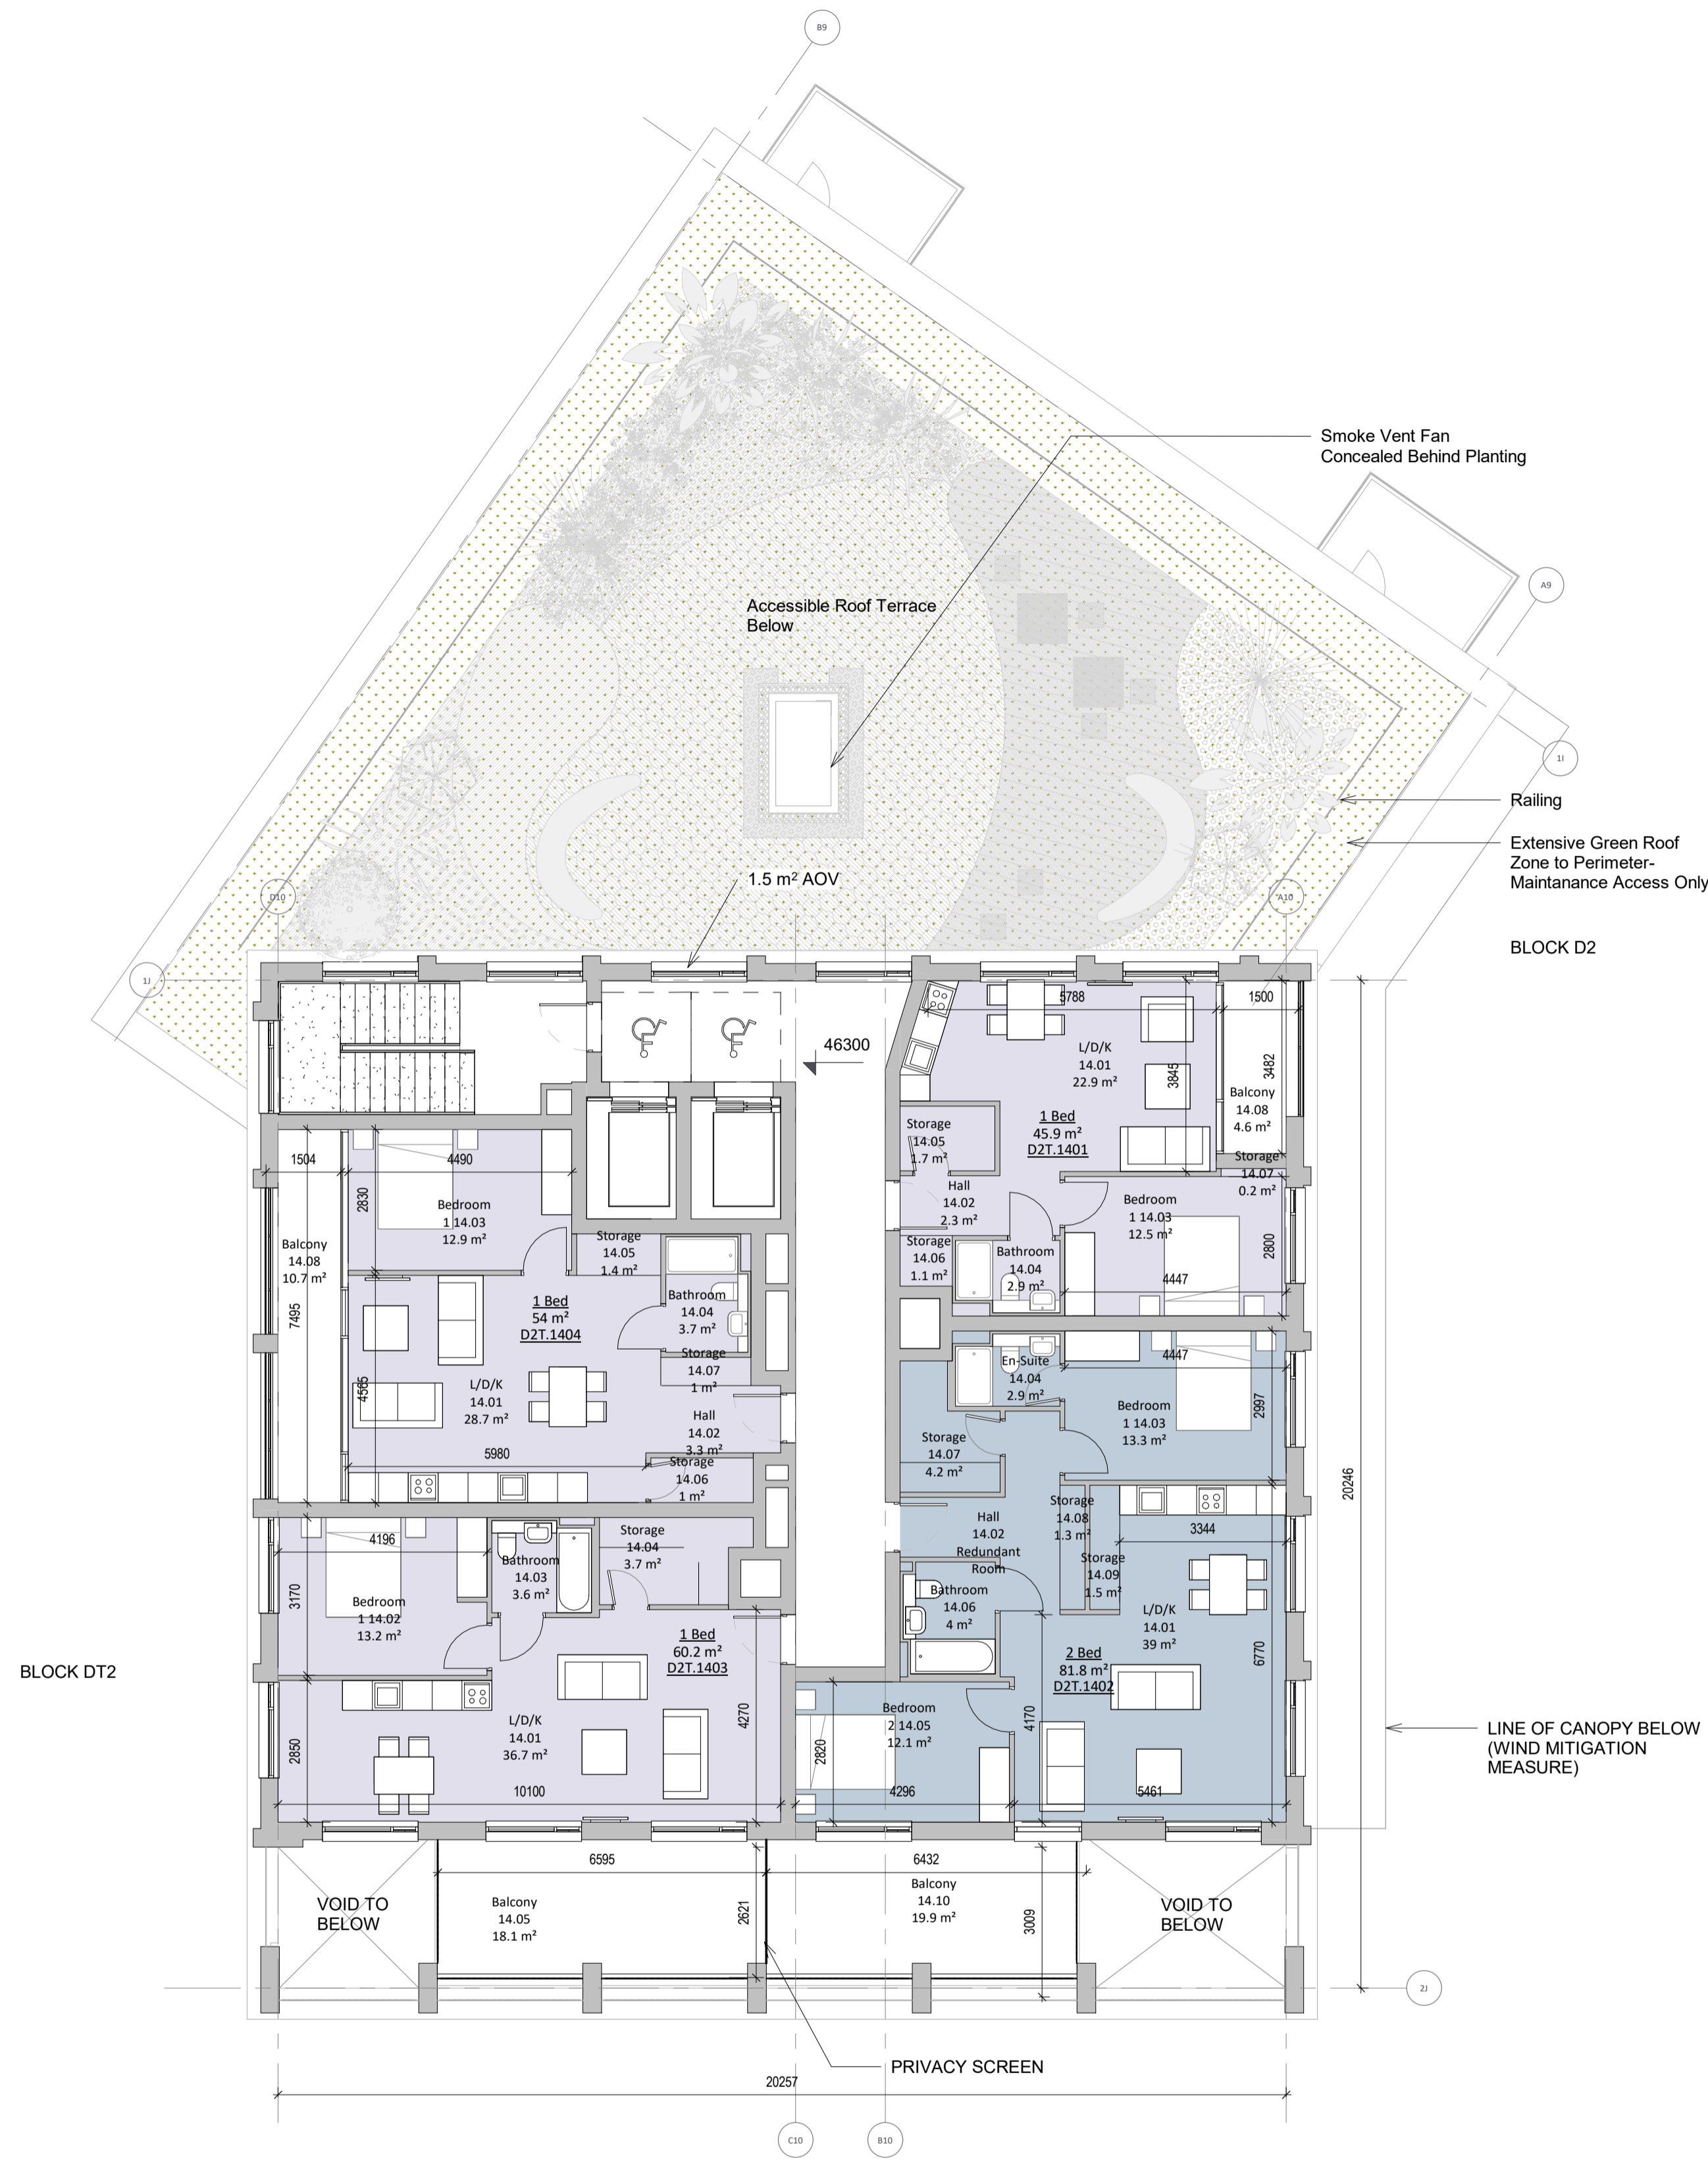 B9
Smoke Vent Fan
Concealed Behind Planting
A9
Accessible Roof Terrace
Below
1I
Railing
Extensive Green Roof
Zone to Perimeter-
Maintanance Access Only
1.5 m² AOV
D10
A10
BLOCK D2
1J
46300
5788
1500
L/D/K
14.01
22.9 m²
3845
3482
Balcony
14.08
4.6 m²
1 Bed
45.9 m²
D2T.1401
Storage
14.05
1.7 m²
Storage
14.07
0.2 m²
Hall
14.02
2.3 m²
Bedroom
1 14.03
12.5 m²
2800
Storage
14.06
1.1 m²
Bathroom
14.04
2.9 m²
4447
1504
4490
2830
Bedroom
1 14.03
12.9 m²
Balcony
14.08
10.7 m²
7495
Storage
14.05
1.4 m²
1 Bed
54 m²
D2T.1404
Bathroom
14.04
3.7 m²
Storage
14.07
1 m²
4565
L/D/K
14.01
28.7 m²
Hall
14.02
3.3 m²
5980
Storage
14.06
1 m²
En-Suite
14.04
2.9 m²
4447
Bedroom
1 14.03
13.3 m²
2997
Storage
14.07
4.2 m²
20246
Hall
14.02
Redundant
Room
Storage
14.08
1.3 m²
3344
Storage
14.09
1.5 m²
Bathroom
14.06
4 m²
L/D/K
14.01
39 m²
6770
2 Bed
81.8 m²
D2T.1402
4196
3170
Bathroom
14.03
3.6 m²
Storage
14.04
3.7 m²
Bedroom
1 14.02
13.2 m²
1 Bed
60.2 m²
D2T.1403
BLOCK DT2
L/D/K
14.01
36.7 m²
2850
4270
10100
Bedroom
2 14.05
12.1 m²
2820
4170
4296
5461
LINE OF CANOPY BELOW
(WIND MITIGATION
MEASURE)
6595
6432
VOID TO
BELOW
Balcony
14.05
18.1 m²
2621
Balcony
14.10
19.9 m²
3009
VOID TO
BELOW
2J
PRIVACY SCREEN
20257
C10
B10